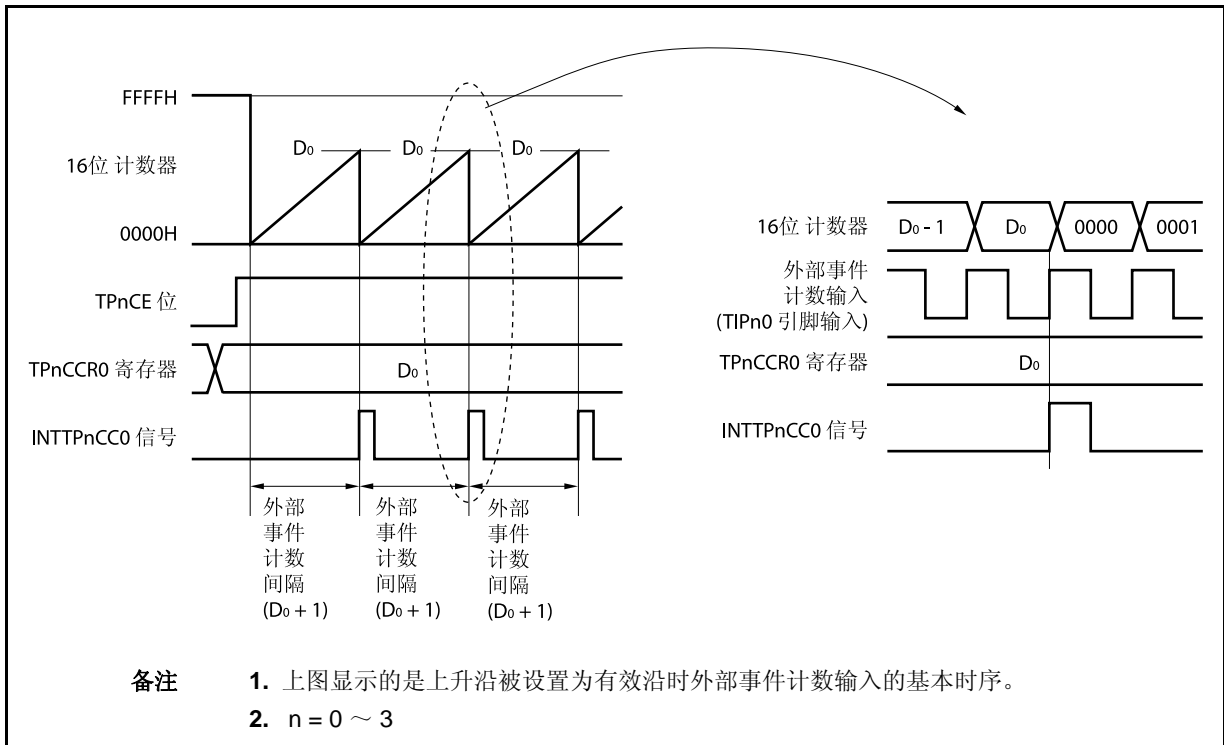 FFFFH
16位 计数器
0000H
D₀ D₀ D₀
TPnCE 位
TPnCCR0 寄存器
D₀
INTTPnCC0 信号
外部
事件
计数
间隔
(D₀ + 1)
外部
事件
计数
间隔
(D₀ + 1)
外部
事件
计数
间隔
(D₀ + 1)
16位 计数器
D₀ - 1 D₀ 0000 0001
外部事件
计数输入
(TIPn0 引脚输入)
TPnCCR0 寄存器
D₀
INTTPnCC0 信号
备注 1. 上图显示的是上升沿被设置为有效沿时外部事件计数输入的基本时序。
2. n = 0 ～ 3